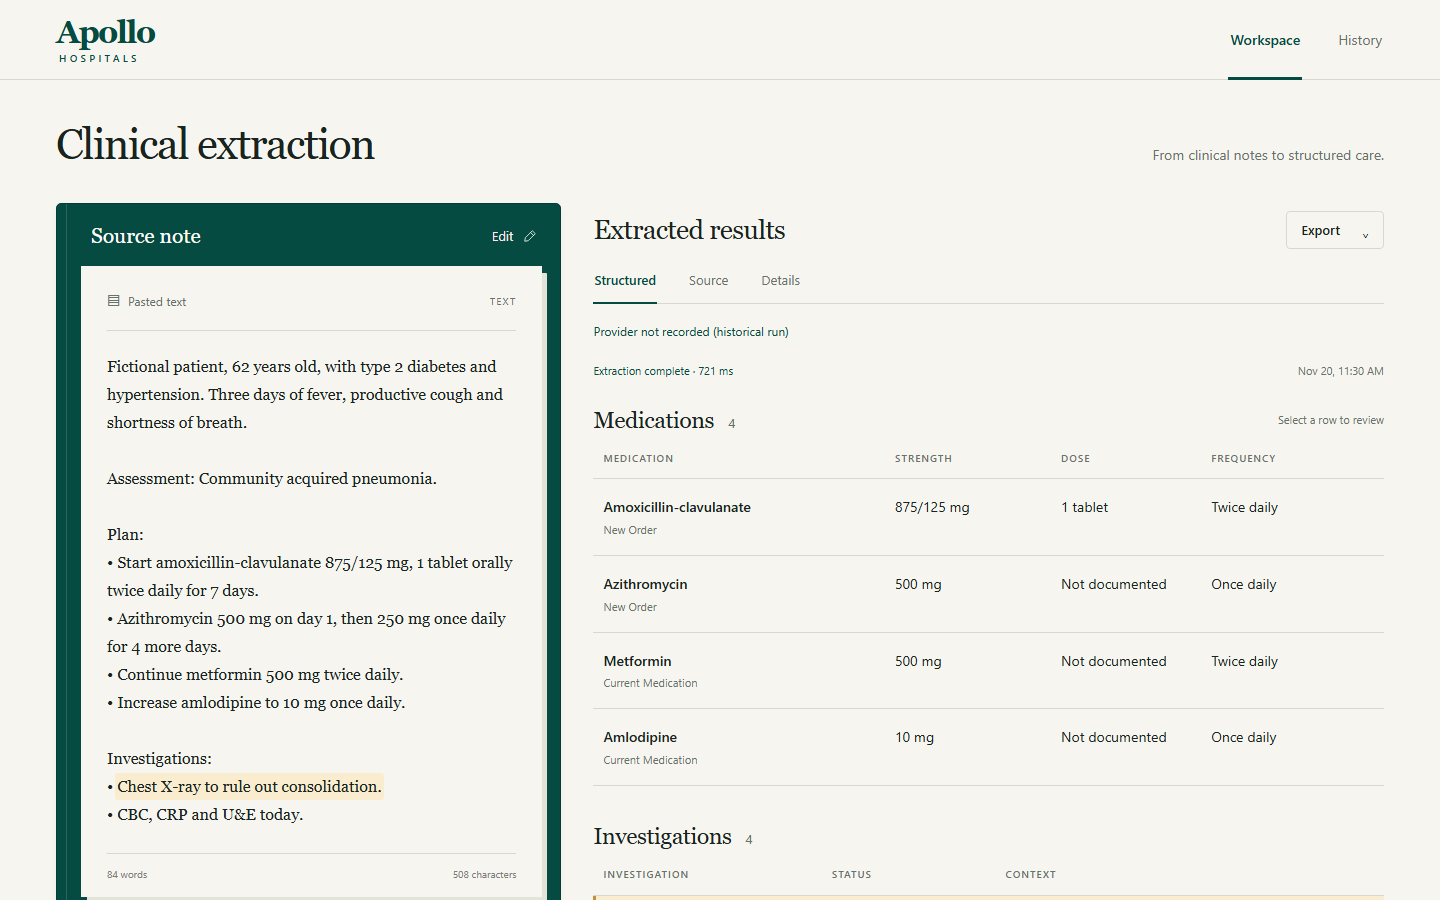 Apollo
HOSPITALS
Workspace
History
Clinical extraction
From clinical notes to structured care.
Source note
Edit
Pasted text
TEXT
Fictional patient, 62 years old, with type 2 diabetes and
hypertension. Three days of fever, productive cough and
shortness of breath.
Assessment: Community acquired pneumonia.
Plan:
• Start amoxicillin-clavulanate 875/125 mg, 1 tablet orally
twice daily for 7 days.
• Azithromycin 500 mg on day 1, then 250 mg once daily
for 4 more days.
• Continue metformin 500 mg twice daily.
• Increase amlodipine to 10 mg once daily.
Investigations:
• Chest X-ray to rule out consolidation.
• CBC, CRP and U&E today.
84 words
508 characters
Extracted results
Export
Structured
Source
Details
Provider not recorded (historical run)
Extraction complete · 721 ms
Nov 20, 11:30 AM
Medications 4
Select a row to review
MEDICATION STRENGTH DOSE FREQUENCY
Amoxicillin-clavulanate 875/125 mg 1 tablet Twice daily
New Order
Azithromycin 500 mg Not documented Once daily
New Order
Metformin 500 mg Not documented Twice daily
Current Medication
Amlodipine 10 mg Not documented Once daily
Current Medication
Investigations 4
INVESTIGATION STATUS CONTEXT